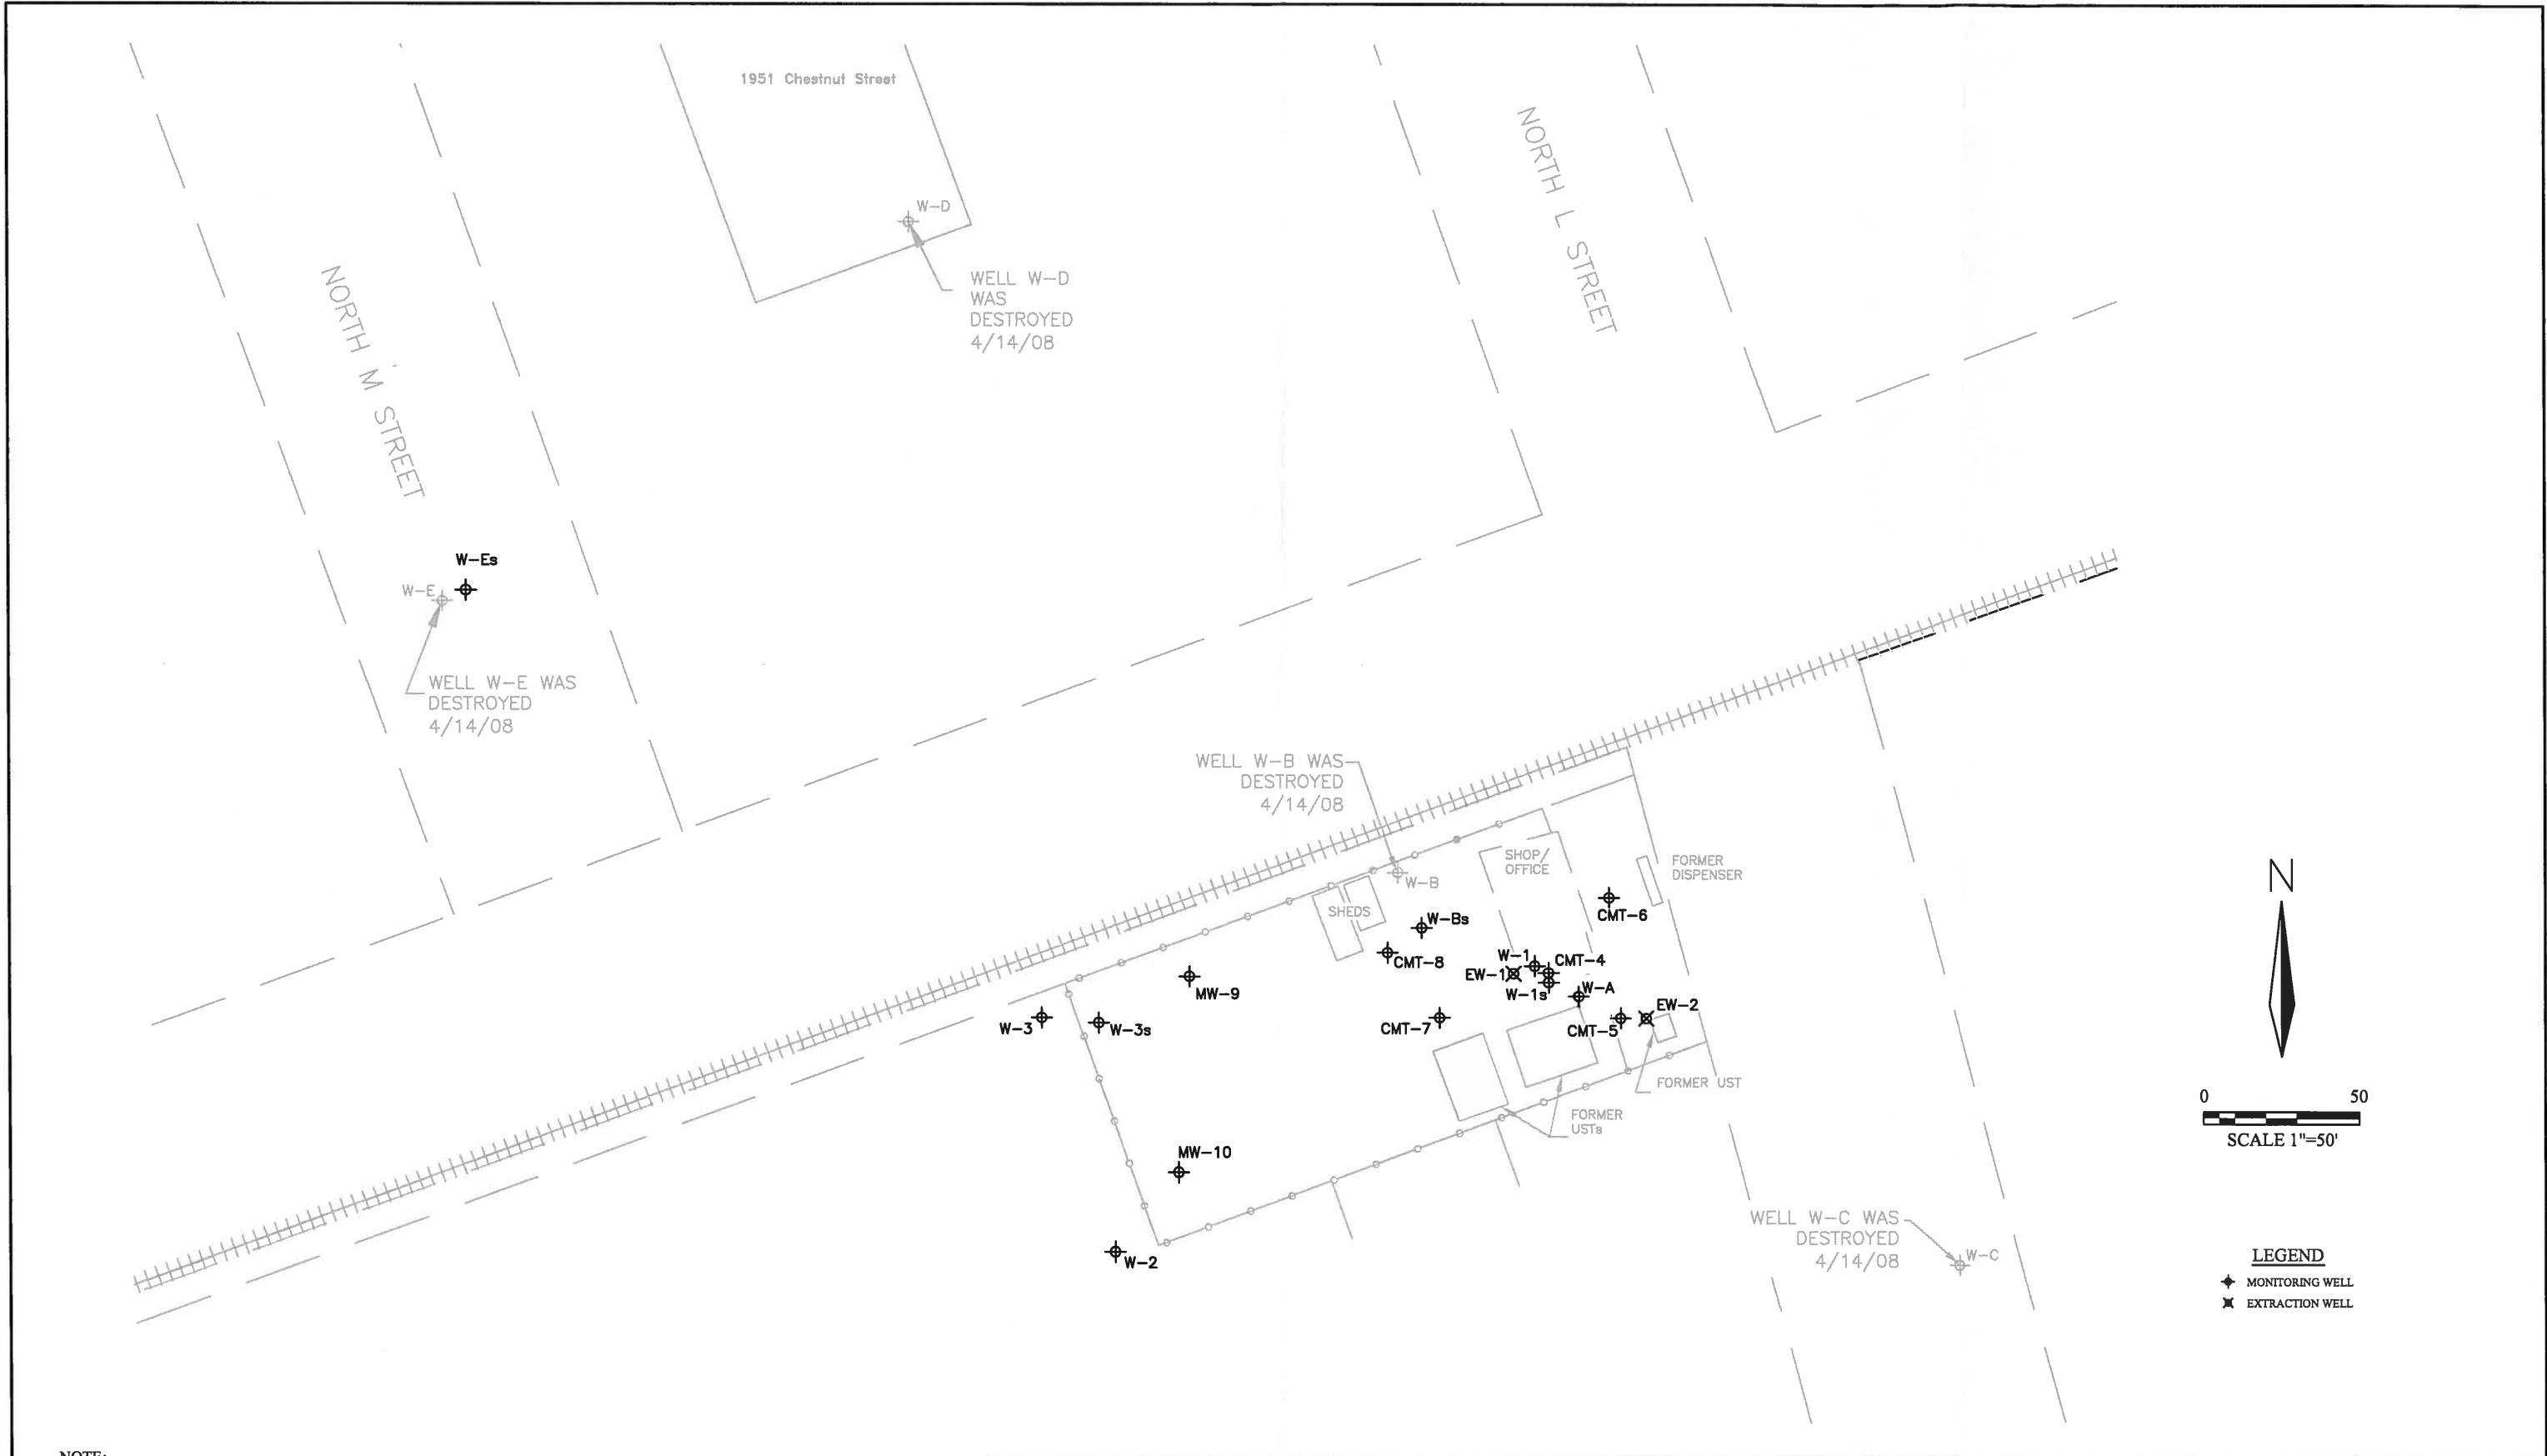 1951 Chestnut Street
NORTH L STREET
W-D
WELL W-D
WAS
DESTROYED
4/14/08
NORTH M STREET
W-Es
W-E
WELL W-E WAS
DESTROYED
4/14/08
WELL W-B WAS
DESTROYED
4/14/08
SHOP/
OFFICE
FORMER
DISPENSER
W-B
SHEDS
W-Bs
CMT-6
CMT-8
W-1
CMT-4
EW-1
W-1s
W-A
MW-9
EW-2
W-3
W-3s
CMT-7
CMT-5
FORMER UST
FORMER
USTs
MW-10
W-2
WELL W-C WAS
DESTROYED
4/14/08
W-C
N
0 50
SCALE 1"=50'
LEGEND
MONITORING WELL
EXTRACTION WELL
NOTE: